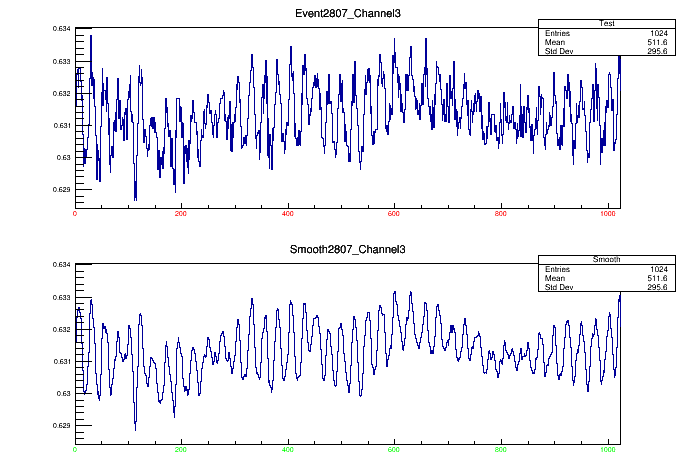 Event2807_Channel3
Test
Entries 1024
Mean 511.6
Std Dev 295.6
0.634
0.633
0.632
0.631
0.63
0.629
0 200 400 600 800 1000
Smooth2807_Channel3
Smooth
Entries 1024
Mean 511.6
Std Dev 295.6
0.634
0.633
0.632
0.631
0.63
0.629
0 200 400 600 800 1000